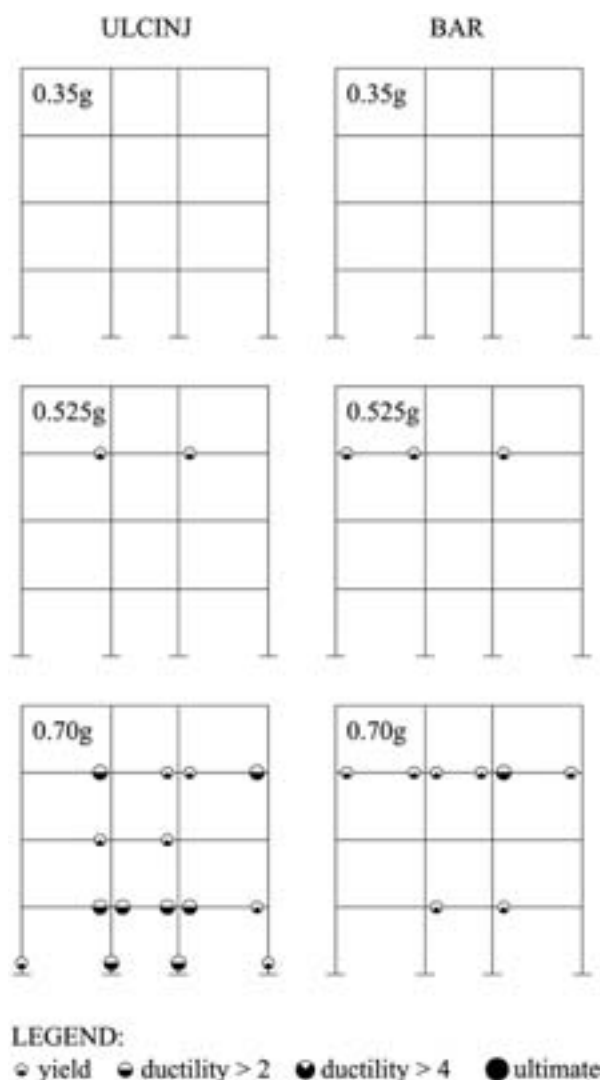 ULCINJ BAR
0.35g 0.35g
0.525g 0.525g
0.70g 0.70g
LEGEND:
yield ductility > 2 ductility > 4 ultimate